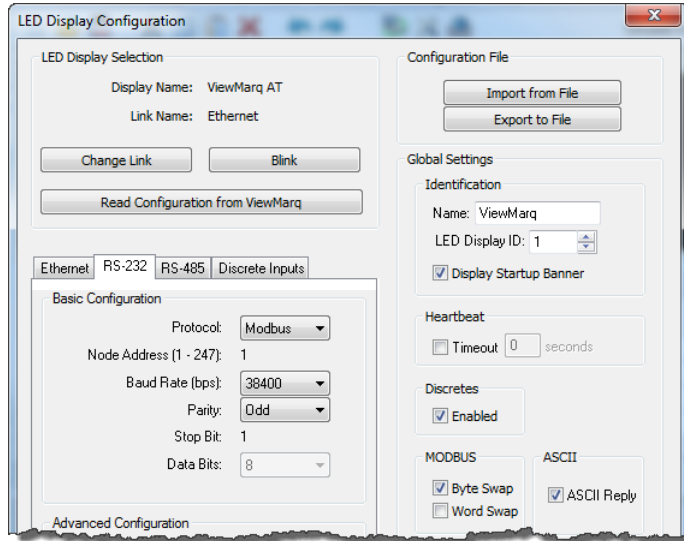 LED Display Configuration
LED Display Selection
Display Name: ViewMarq AT
Link Name: Ethernet
Change Link
Blink
Read Configuration from ViewMarq
Ethernet
RS-232
RS-485
Discrete Inputs
Basic Configuration
Protocol: Modbus
Node Address (1 - 247): 1
Baud Rate (bps): 38400
Parity: Odd
Stop Bit: 1
Data Bits: 8
Advanced Configuration
Configuration File
Import from File
Export to File
Global Settings
Identification
Name: ViewMarq
LED Display ID: 1
Display Startup Banner
Heartbeat
Timeout 0 seconds
Discretes
Enabled
MODBUS
Byte Swap
Word Swap
ASCII
ASCII Reply